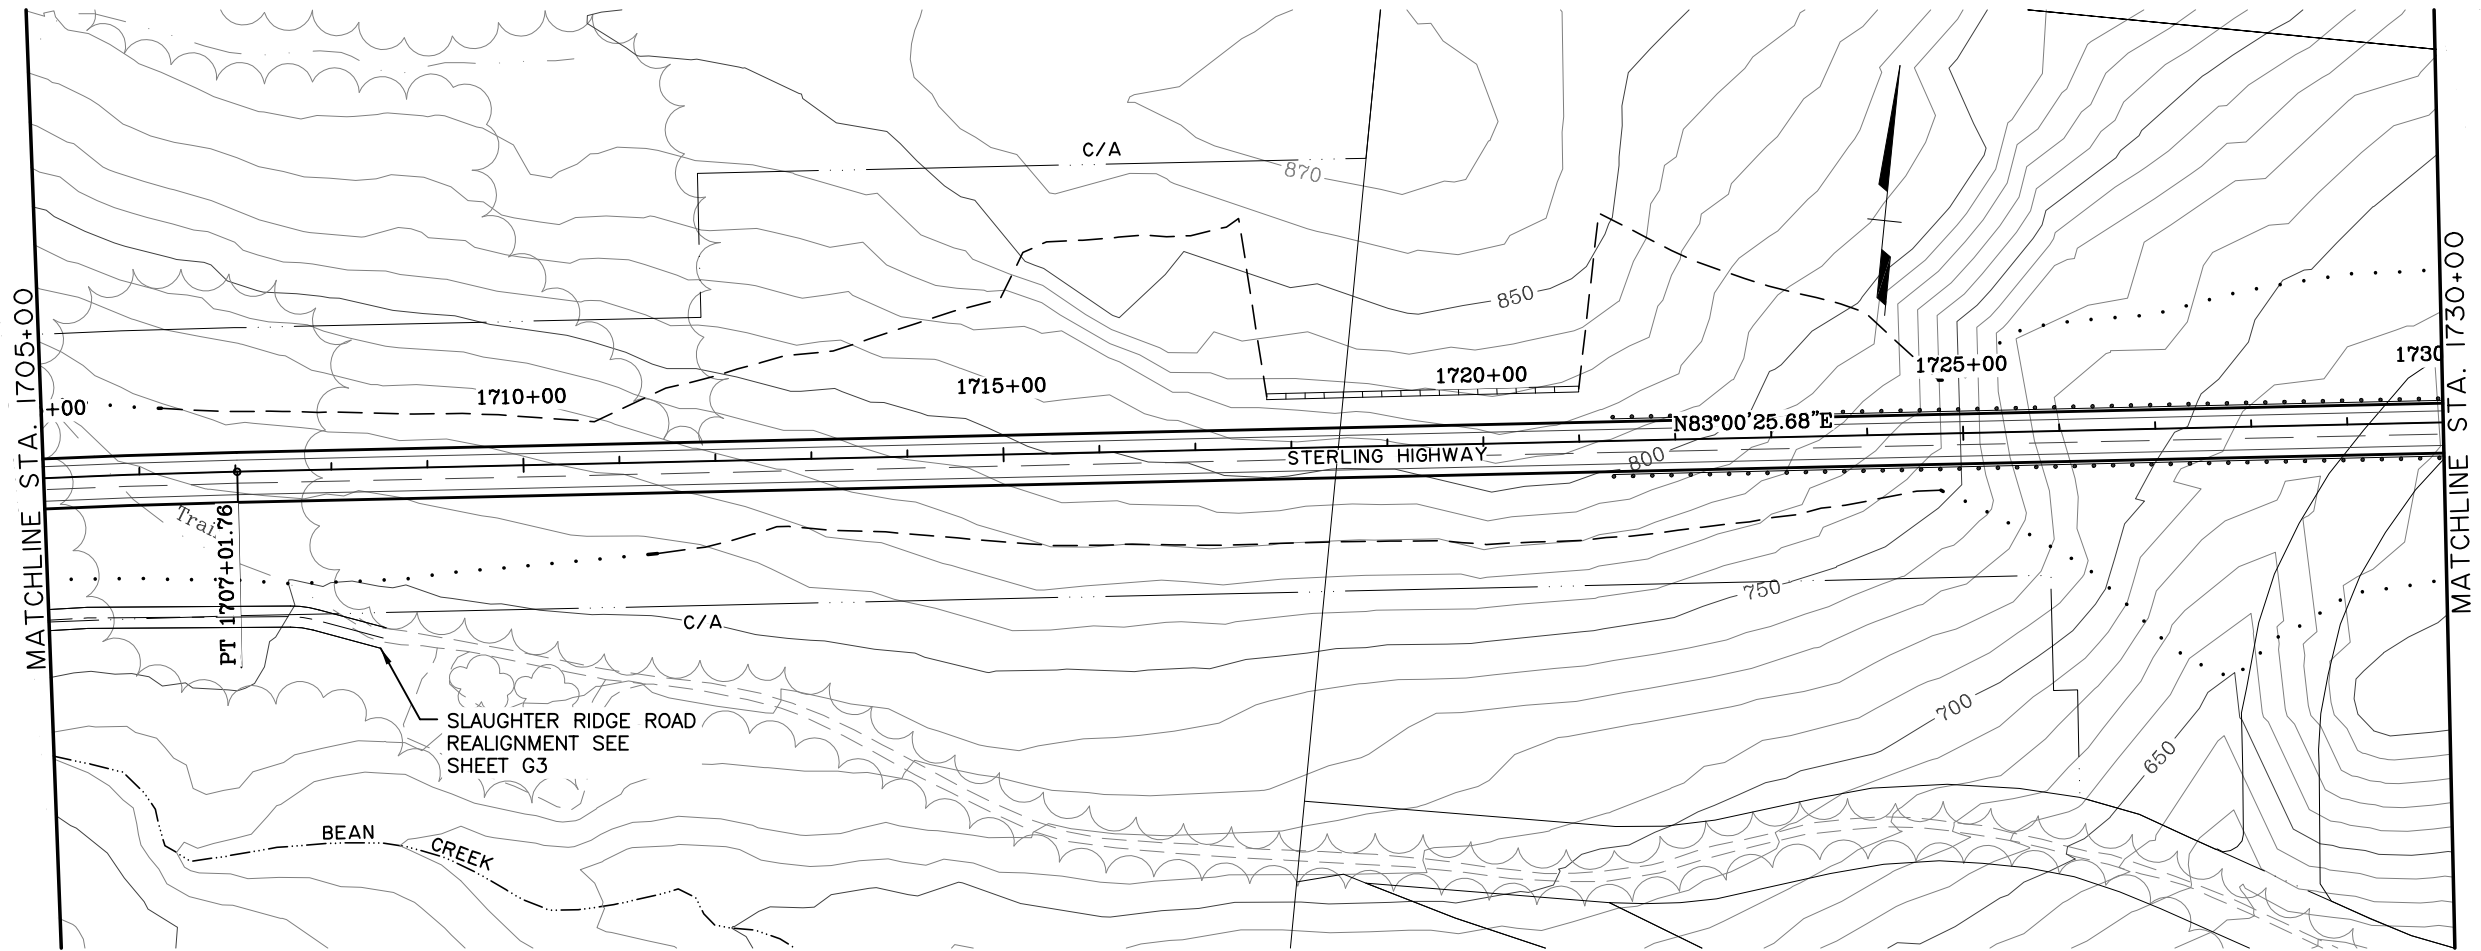 C/A
870
850
MATCHLINE STA. 1705+00
MATCHLINE STA. 1730+00
1730
1725+00
1720+00
1715+00
1710+00
+00
N83°00'25.68"E
STERLING HIGHWAY
800
Trail
PT 1707+01.76
750
C/A
700
SLAUGHTER RIDGE ROAD
REALIGNMENT SEE
SHEET G3
650
BEAN
CREEK